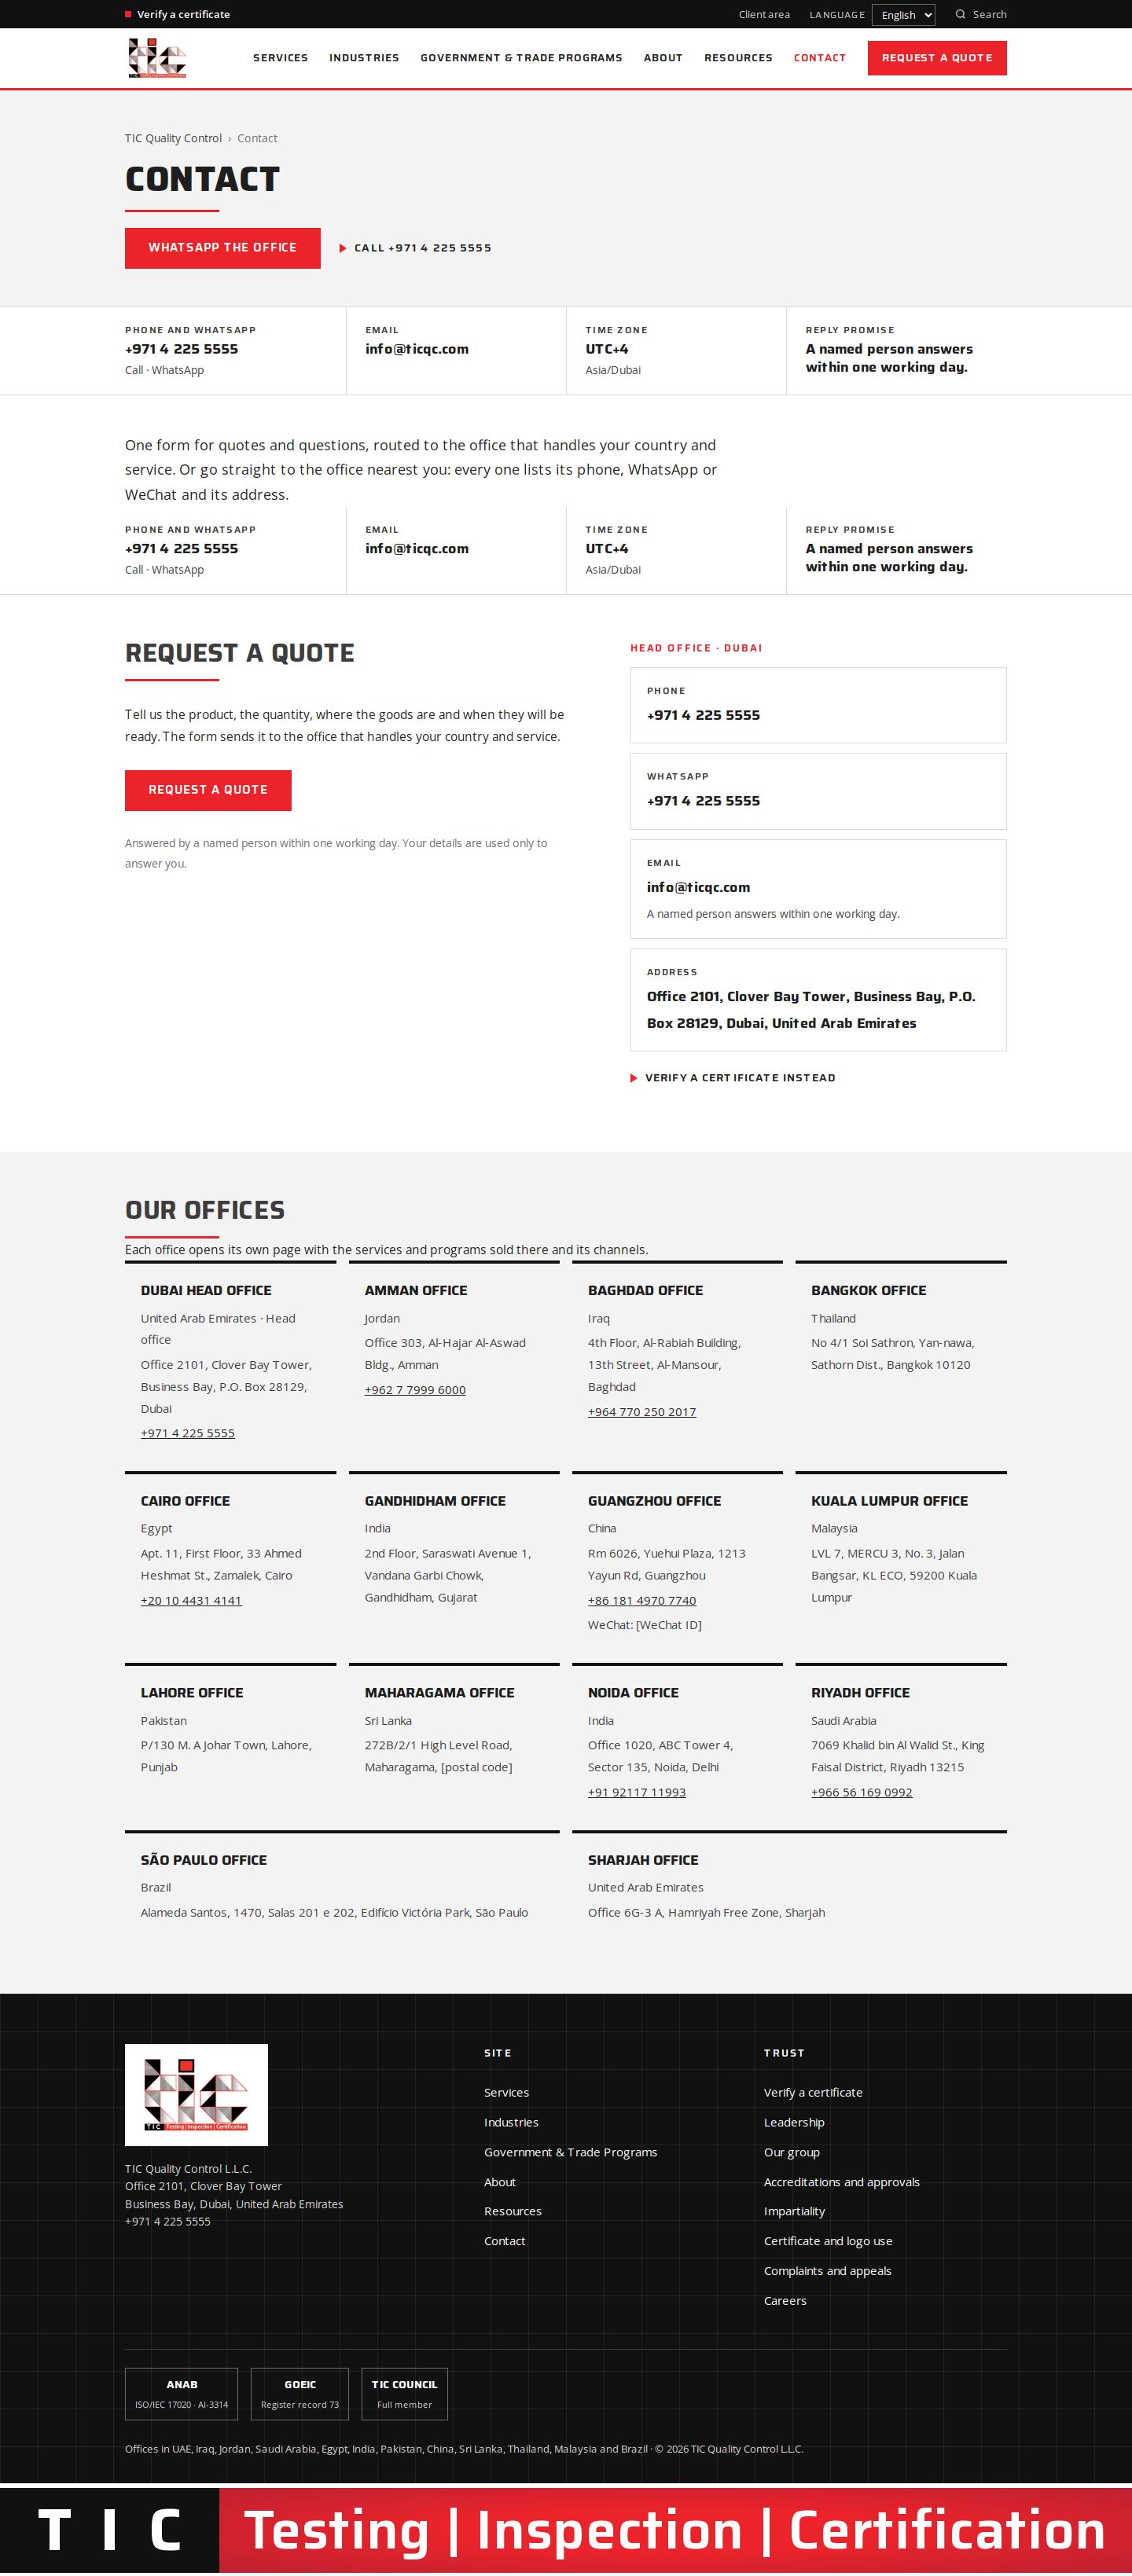 Verify a certificate
Client area
LANGUAGE
English
Search
tic
TIC Testing | Inspection | Certification
SERVICES
INDUSTRIES
GOVERNMENT & TRADE PROGRAMS
ABOUT
RESOURCES
CONTACT
REQUEST A QUOTE
TIC Quality Control › Contact
CONTACT
WHATSAPP THE OFFICE
CALL +971 4 225 5555
PHONE AND WHATSAPP
+971 4 225 5555
Call · WhatsApp
EMAIL
info@ticqc.com
TIME ZONE
UTC+4
Asia/Dubai
REPLY PROMISE
A named person answers
within one working day.
One form for quotes and questions, routed to the office that handles your country and
service. Or go straight to the office nearest you: every one lists its phone, WhatsApp or
WeChat and its address.
PHONE AND WHATSAPP
+971 4 225 5555
Call · WhatsApp
EMAIL
info@ticqc.com
TIME ZONE
UTC+4
Asia/Dubai
REPLY PROMISE
A named person answers
within one working day.
REQUEST A QUOTE
Tell us the product, the quantity, where the goods are and when they will be
ready. The form sends it to the office that handles your country and service.
REQUEST A QUOTE
Answered by a named person within one working day. Your details are used only to
answer you.
HEAD OFFICE · DUBAI
PHONE
+971 4 225 5555
WHATSAPP
+971 4 225 5555
EMAIL
info@ticqc.com
A named person answers within one working day.
ADDRESS
Office 2101, Clover Bay Tower, Business Bay, P.O.
Box 28129, Dubai, United Arab Emirates
VERIFY A CERTIFICATE INSTEAD
OUR OFFICES
Each office opens its own page with the services and programs sold there and its channels.
DUBAI HEAD OFFICE
United Arab Emirates · Head
office
Office 2101, Clover Bay Tower,
Business Bay, P.O. Box 28129,
Dubai
+971 4 225 5555
AMMAN OFFICE
Jordan
Office 303, Al-Hajar Al-Aswad
Bldg., Amman
+962 7 7999 6000
BAGHDAD OFFICE
Iraq
4th Floor, Al-Rabiah Building,
13th Street, Al-Mansour,
Baghdad
+964 770 250 2017
BANGKOK OFFICE
Thailand
No 4/1 Soi Sathron, Yan-nawa,
Sathorn Dist., Bangkok 10120
CAIRO OFFICE
Egypt
Apt. 11, First Floor, 33 Ahmed
Heshmat St., Zamalek, Cairo
+20 10 4431 4141
GANDHIDHAM OFFICE
India
2nd Floor, Saraswati Avenue 1,
Vandana Garbi Chowk,
Gandhidham, Gujarat
GUANGZHOU OFFICE
China
Rm 6026, Yuehui Plaza, 1213
Yayun Rd, Guangzhou
+86 181 4970 7740
WeChat: [WeChat ID]
KUALA LUMPUR OFFICE
Malaysia
LVL 7, MERCU 3, No. 3, Jalan
Bangsar, KL ECO, 59200 Kuala
Lumpur
LAHORE OFFICE
Pakistan
P/130 M. A Johar Town, Lahore,
Punjab
MAHARAGAMA OFFICE
Sri Lanka
272B/2/1 High Level Road,
Maharagama, [postal code]
NOIDA OFFICE
India
Office 1020, ABC Tower 4,
Sector 135, Noida, Delhi
+91 92117 11993
RIYADH OFFICE
Saudi Arabia
7069 Khalid bin Al Walid St., King
Faisal District, Riyadh 13215
+966 56 169 0992
SÃO PAULO OFFICE
Brazil
Alameda Santos, 1470, Salas 201 e 202, Edifício Victória Park, São Paulo
SHARJAH OFFICE
United Arab Emirates
Office 6G-3 A, Hamriyah Free Zone, Sharjah
tic
TIC Testing | Inspection | Certification
TIC Quality Control L.L.C.
Office 2101, Clover Bay Tower
Business Bay, Dubai, United Arab Emirates
+971 4 225 5555
SITE
Services
Industries
Government & Trade Programs
About
Resources
Contact
TRUST
Verify a certificate
Leadership
Our group
Accreditations and approvals
Impartiality
Certificate and logo use
Complaints and appeals
Careers
ANAB
ISO/IEC 17020 · AI-3314
GOEIC
Register record 73
TIC COUNCIL
Full member
Offices in UAE, Iraq, Jordan, Saudi Arabia, Egypt, India, Pakistan, China, Sri Lanka, Thailand, Malaysia and Brazil · © 2026 TIC Quality Control L.L.C.
TIC Testing | Inspection | Certification